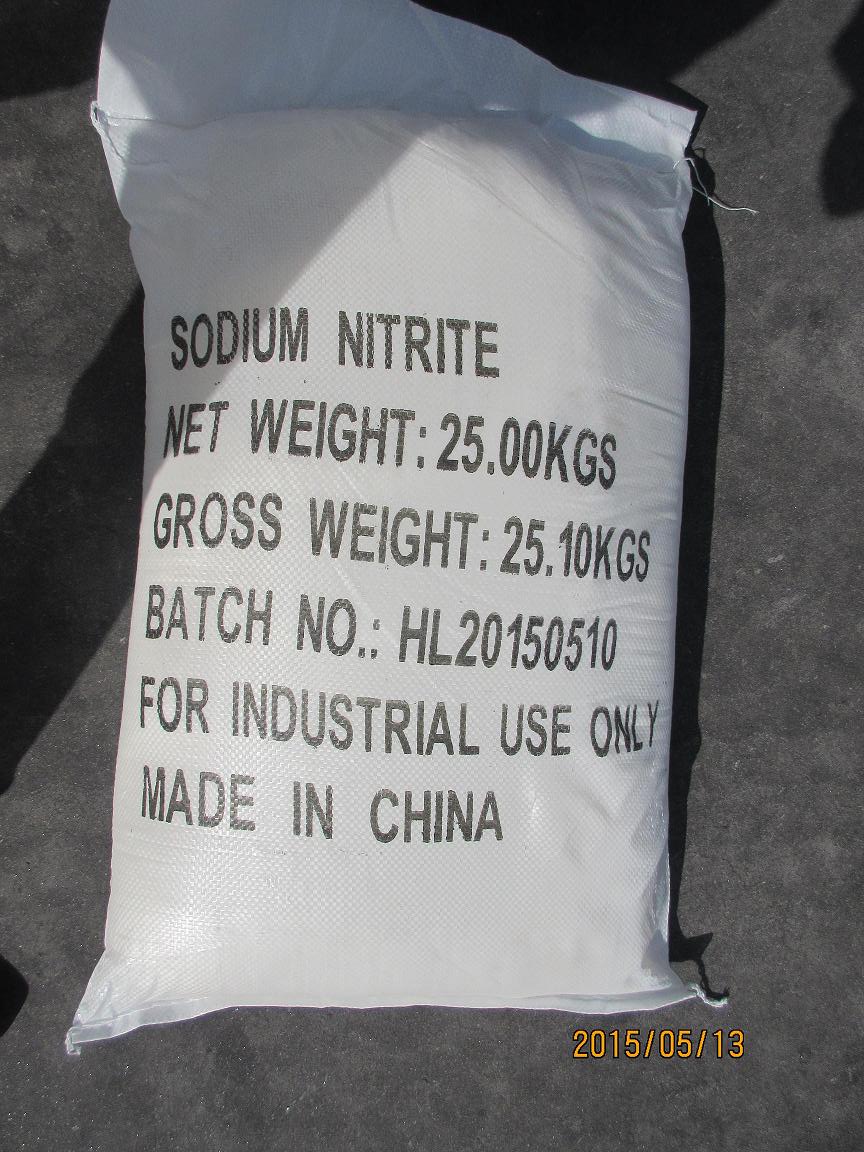 SODIUM NITRITE
NET WEIGHT: 25.00KGS
GROSS WEIGHT: 25.10KGS
BATCH NO.: HL20150510
FOR INDUSTRIAL USE ONLY
MADE IN CHINA
2015/05/13